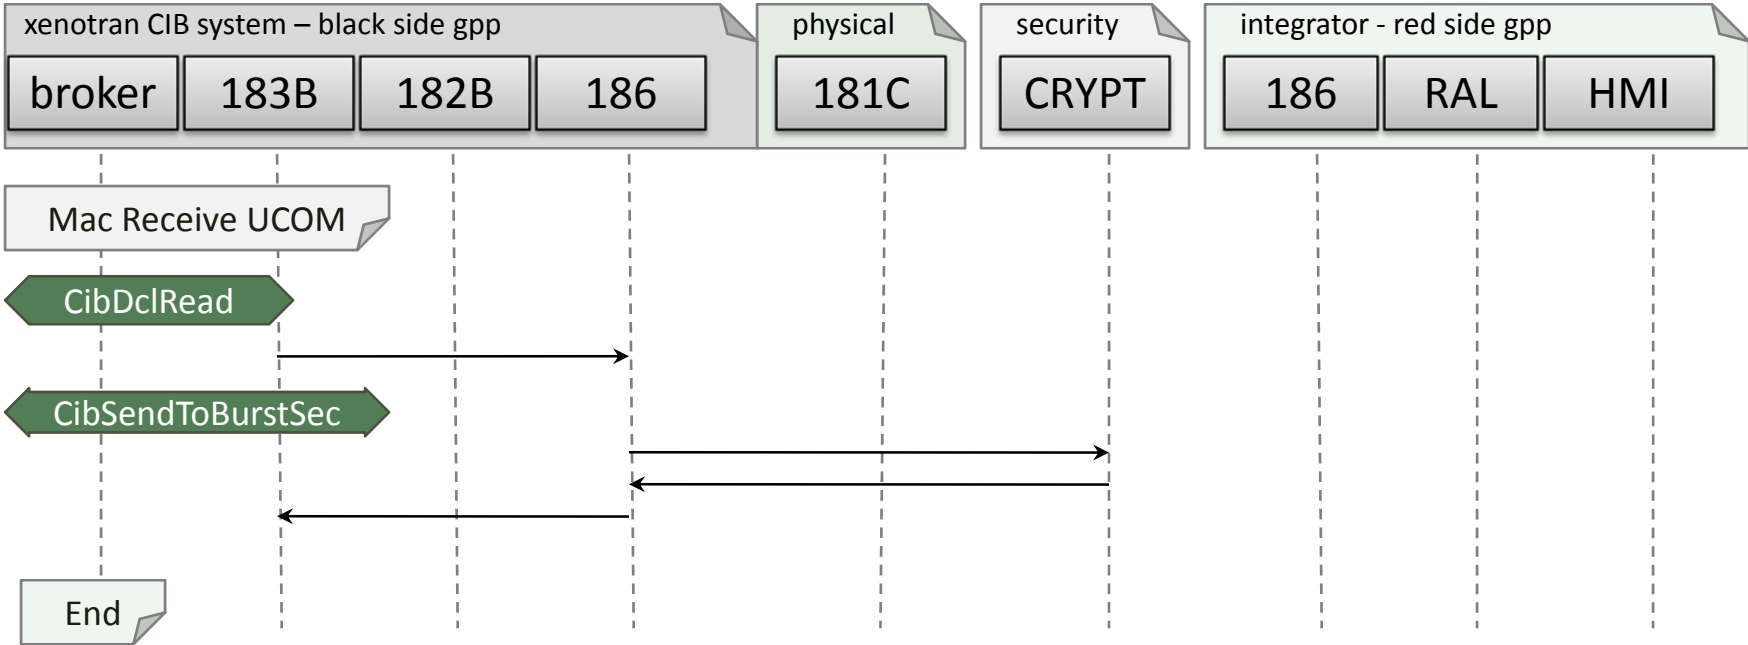 xenotran CIB system – black side gpp
physical
security
integrator - red side gpp
broker
183B
182B
186
181C
CRYPT
186
RAL
HMI
Mac Receive UCOM
CibDclRead
CibSendToBurstSec
End